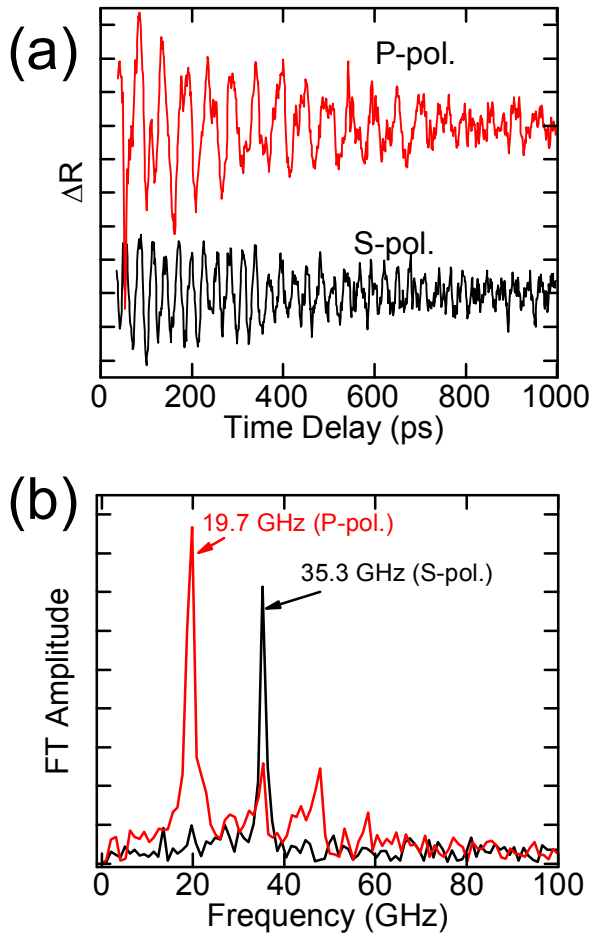 (a)
P-pol.
S-pol.
ΔR
0 200 400 600 800 1000
Time Delay (ps)
(b)
19.7 GHz (P-pol.)
35.3 GHz (S-pol.)
FT Amplitude
0 20 40 60 80 100
Frequency (GHz)